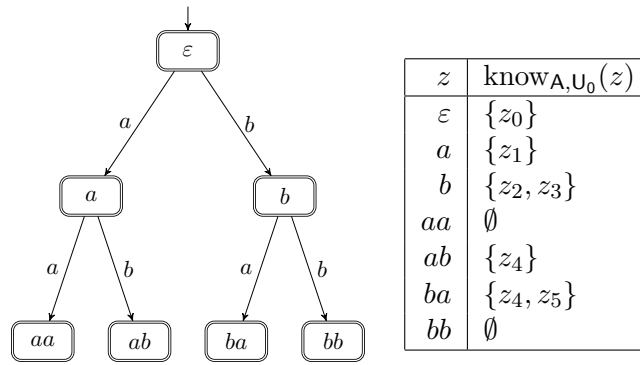 ε
a b
a b
a b a b
aa ab ba bb
z know_{A,U_0}(z)
ε {z_0}
a {z_1}
b {z_2, z_3}
aa ∅
ab {z_4}
ba {z_4, z_5}
bb ∅